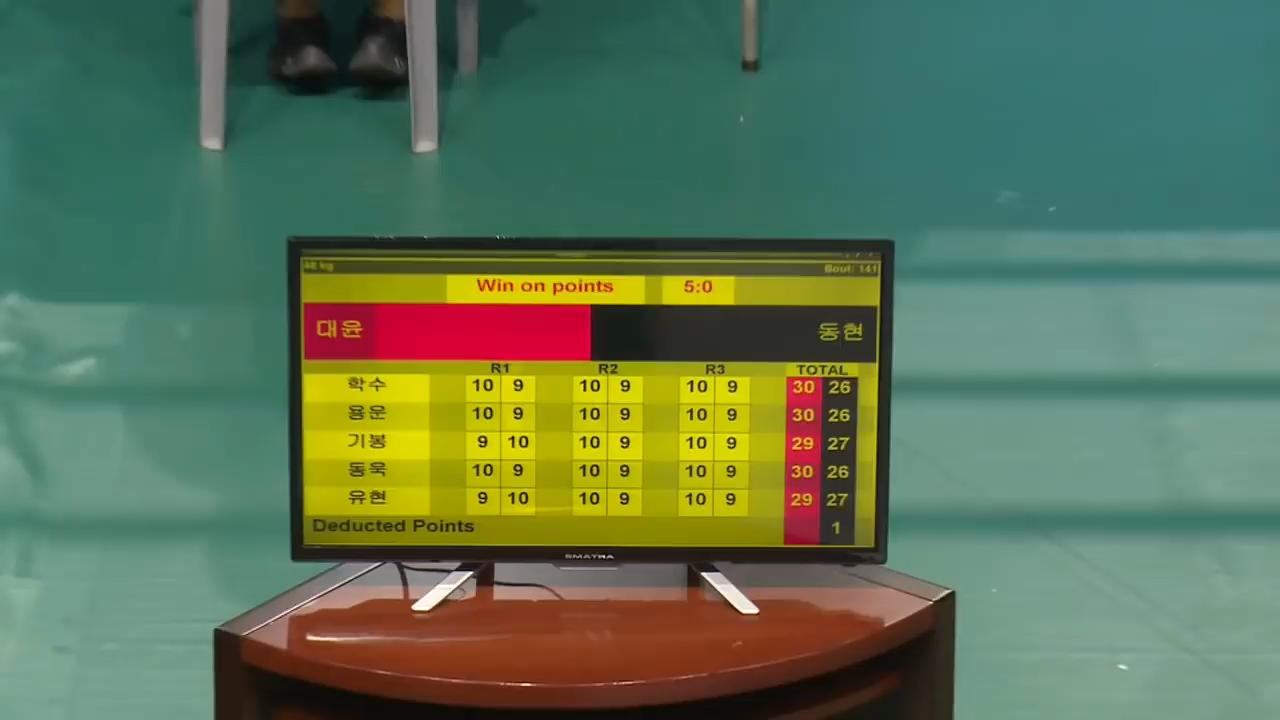 48 kg Bout: 141
Win on points 5:0
대윤 동현
R1 R2 R3 TOTAL
학수 10 9 10 9 10 9 30 26
용운 10 9 10 9 10 9 30 26
기봉 9 10 10 9 10 9 29 27
동욱 10 9 10 9 10 9 30 26
유현 9 10 10 9 10 9 29 27
Deducted Points 1
SMATRA